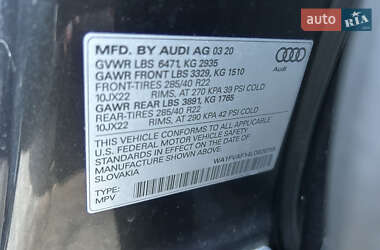 auto RIA
MFD. BY AUDI AG 03 20
GVWR LBS 6471, KG 2935
GAWR FRONT LBS 3329, KG 1510
FRONT-TIRES 285/40 R22
10JX22 RIMS, AT 270 KPA 39 PSI COLD
GAWR REAR LBS 3891, KG 1765
REAR-TIRES 285/40 R22
10JX22 RIMS, AT 290 KPA 42 PSI COLD
Audi
THIS VEHICLE CONFORMS TO ALL APPLICABLE
U.S. FEDERAL MOTOR VEHICLE SAFETY STANDARDS
IN EFFECT ON THE DATE OF MANUFACTURE SHOWN ABOVE.
SLOVAKIA
TYPE:
MPV